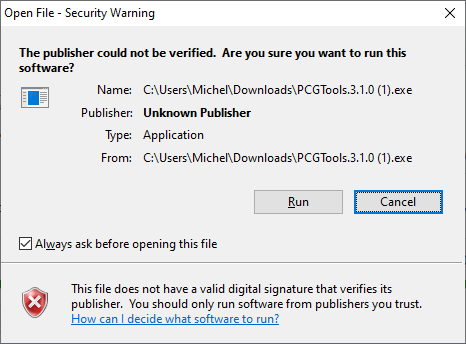 Open File - Security Warning
The publisher could not be verified.  Are you sure you want to run this
software?
Name: C:\Users\Michel\Downloads\PCGTools.3.1.0 (1).exe
Publisher: Unknown Publisher
Type: Application
From: C:\Users\Michel\Downloads\PCGTools.3.1.0 (1).exe
Run Cancel
Always ask before opening this file
This file does not have a valid digital signature that verifies its
publisher.  You should only run software from publishers you trust.
How can I decide what software to run?